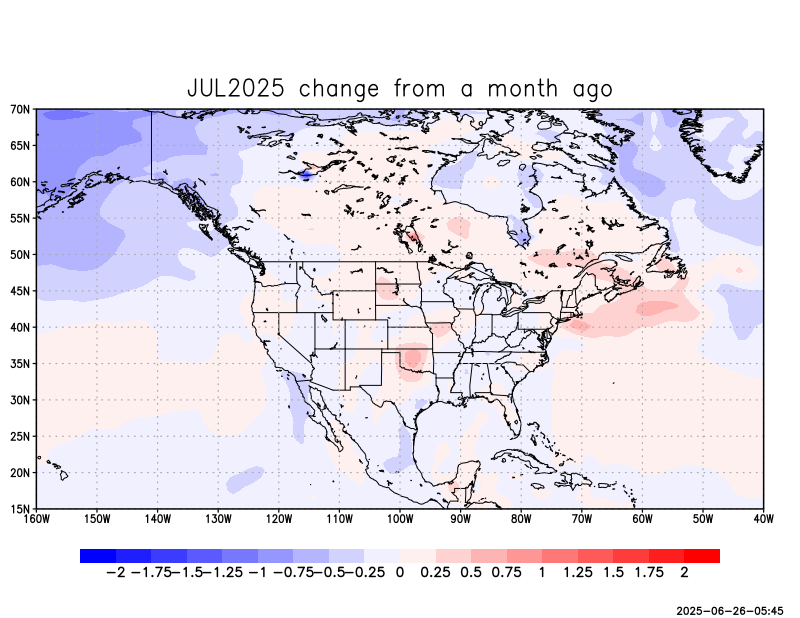 JUL2025 change from a month ago
70N
65N
60N
55N
50N
45N
40N
35N
30N
25N
20N
15N
160W 150W 140W 130W 120W 110W 100W 90W 80W 70W 60W 50W 40W
−2 −1.75 −1.5 −1.25 −1 −0.75 −0.5 −0.25 0 0.25 0.5 0.75 1 1.25 1.5 1.75 2
2025−06−26−05:45